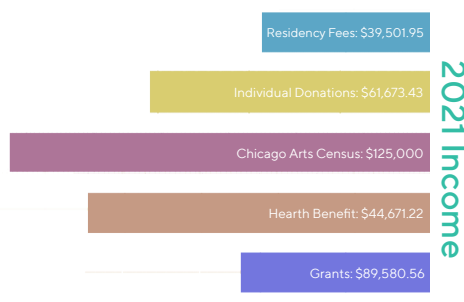 Residency Fees: $39,501.95
Individual Donations: $61,673.43
Chicago Arts Census: $125,000
Hearth Benefit: $44,671.22
Grants: $89,580.56
2021 Income